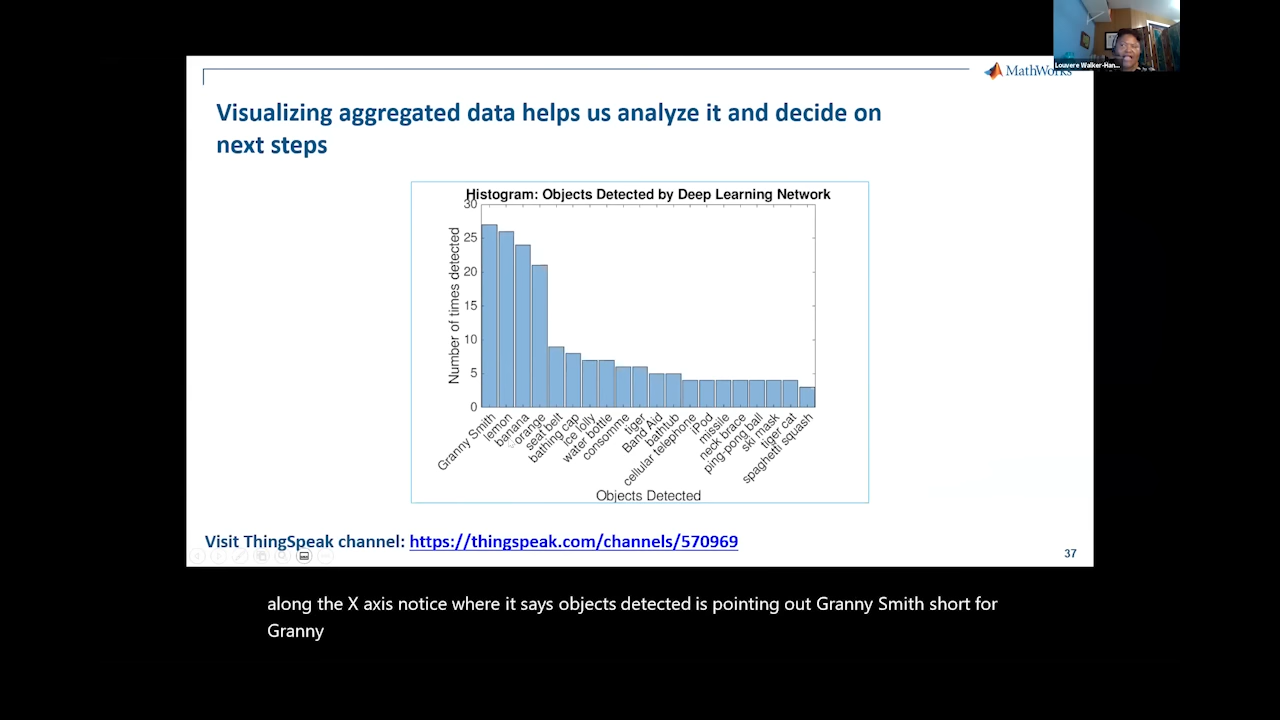 Louvere Walker-Han...
MathWorks
Visualizing aggregated data helps us analyze it and decide on
next steps
Histogram: Objects Detected by Deep Learning Network
Number of times detected
30
25
20
15
10
5
0
Granny Smith
lemon
banana
orange
seat belt
bathing cap
ice lolly
water bottle
consomme
tiger
Band Aid
bathtub
cellular telephone
iPod
missile
neck brace
ping-pong ball
ski mask
tiger cat
spaghetti squash
Objects Detected
Visit ThingSpeak channel: https://thingspeak.com/channels/570969
37
along the X axis notice where it says objects detected is pointing out Granny Smith short for
Granny